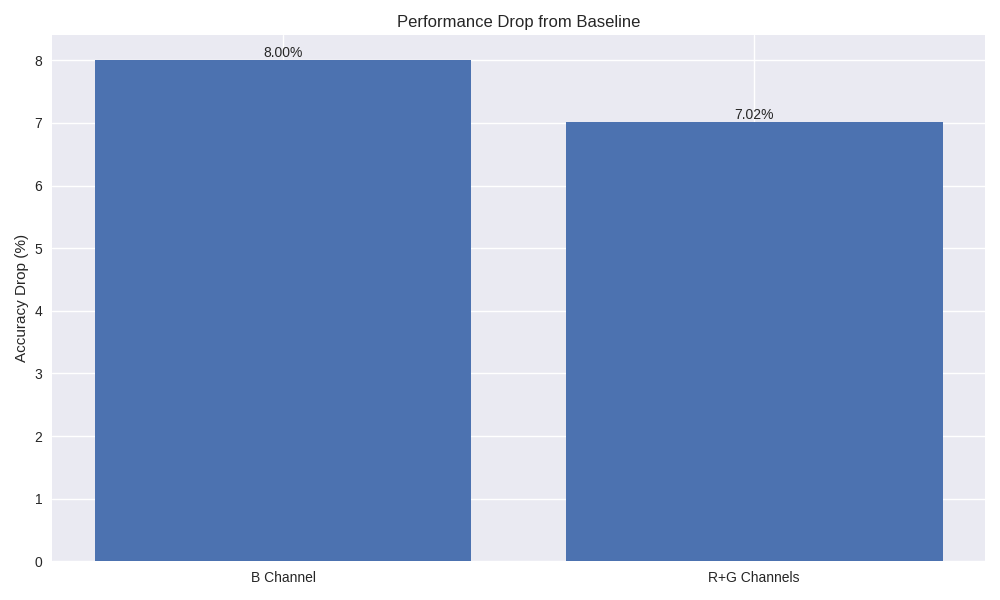 Performance Drop from Baseline
8.00%
7.02%
Accuracy Drop (%)
8
7
6
5
4
3
2
1
0
B Channel
R+G Channels